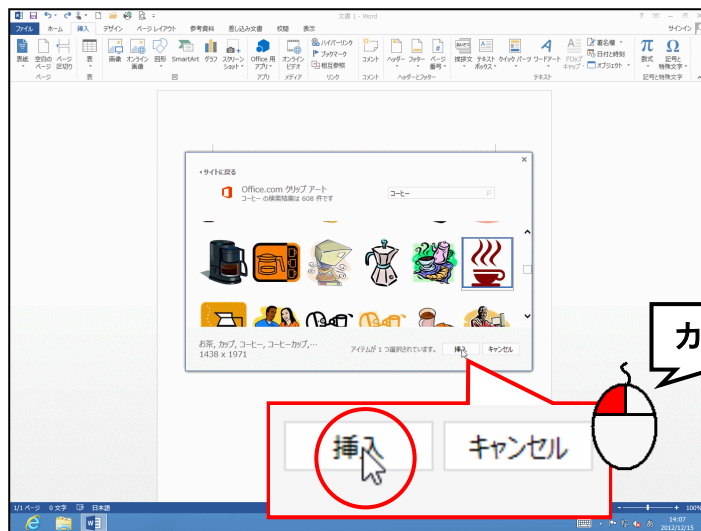 文書 1 - Word
ファイル ホーム 挿入 デザイン ページ レイアウト 参考資料 差し込み文書 校閲 表示
サインイン
表紙 空白のページ ページ区切り 表 画像 オンライン画像 図形 SmartArt グラフ スクリーンショット Office 用アプリ オンラインビデオ
ハイパーリンク
ブックマーク
相互参照
コメント ヘッダー フッター ページ番号 挨拶文 テキストボックス クイック パーツ ワードアート ドロップキャップ
署名欄
日付と時刻
オブジェクト
π Ω
数式 記号と特殊文字
ページ 表 図 アプリ メディア リンク コメント ヘッダーとフッター テキスト 記号と特殊文字
サイトに戻る
Office.com クリップ アート
コーヒー の検索結果は 608 件です
コーヒー
お茶, カップ, コーヒー, コーヒーカップ,…
1438 x 1971
アイテムが 1 つ選択されています。
挿入 キャンセル
カ
挿入 キャンセル
1/1 ページ 0 文字 日本語
100%
14:07
2012/12/15